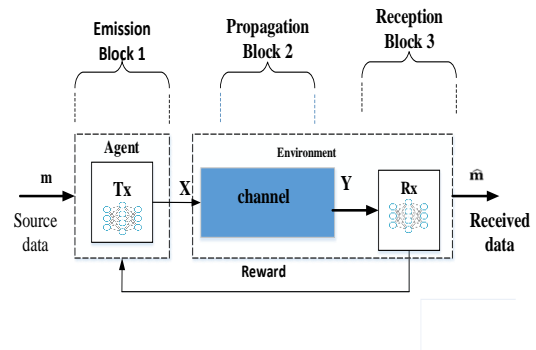 Emission
Block 1
Propagation
Block 2
Reception
Block 3
Agent
Environment
m
Tx
X
channel
Y
Rx
m̂
Source
data
Received
data
Reward